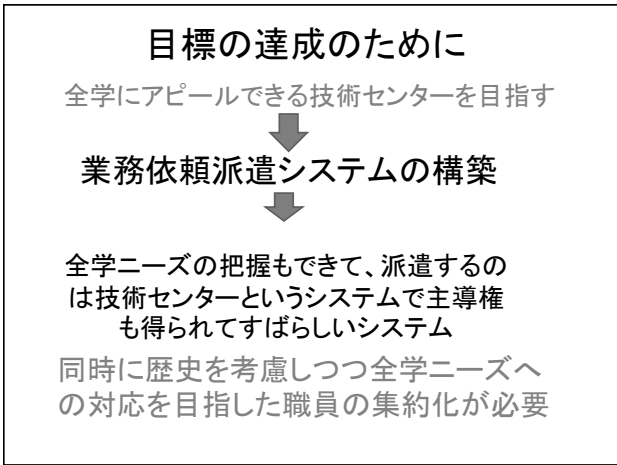 目標の達成のために
全学にアピールできる技術センターを目指す
業務依頼派遣システムの構築
全学ニーズの把握もできて、派遣するの
は技術センターというシステムで主導権
も得られてすばらしいシステム
同時に歴史を考慮しつつ全学ニーズへ
の対応を目指した職員の集約化が必要